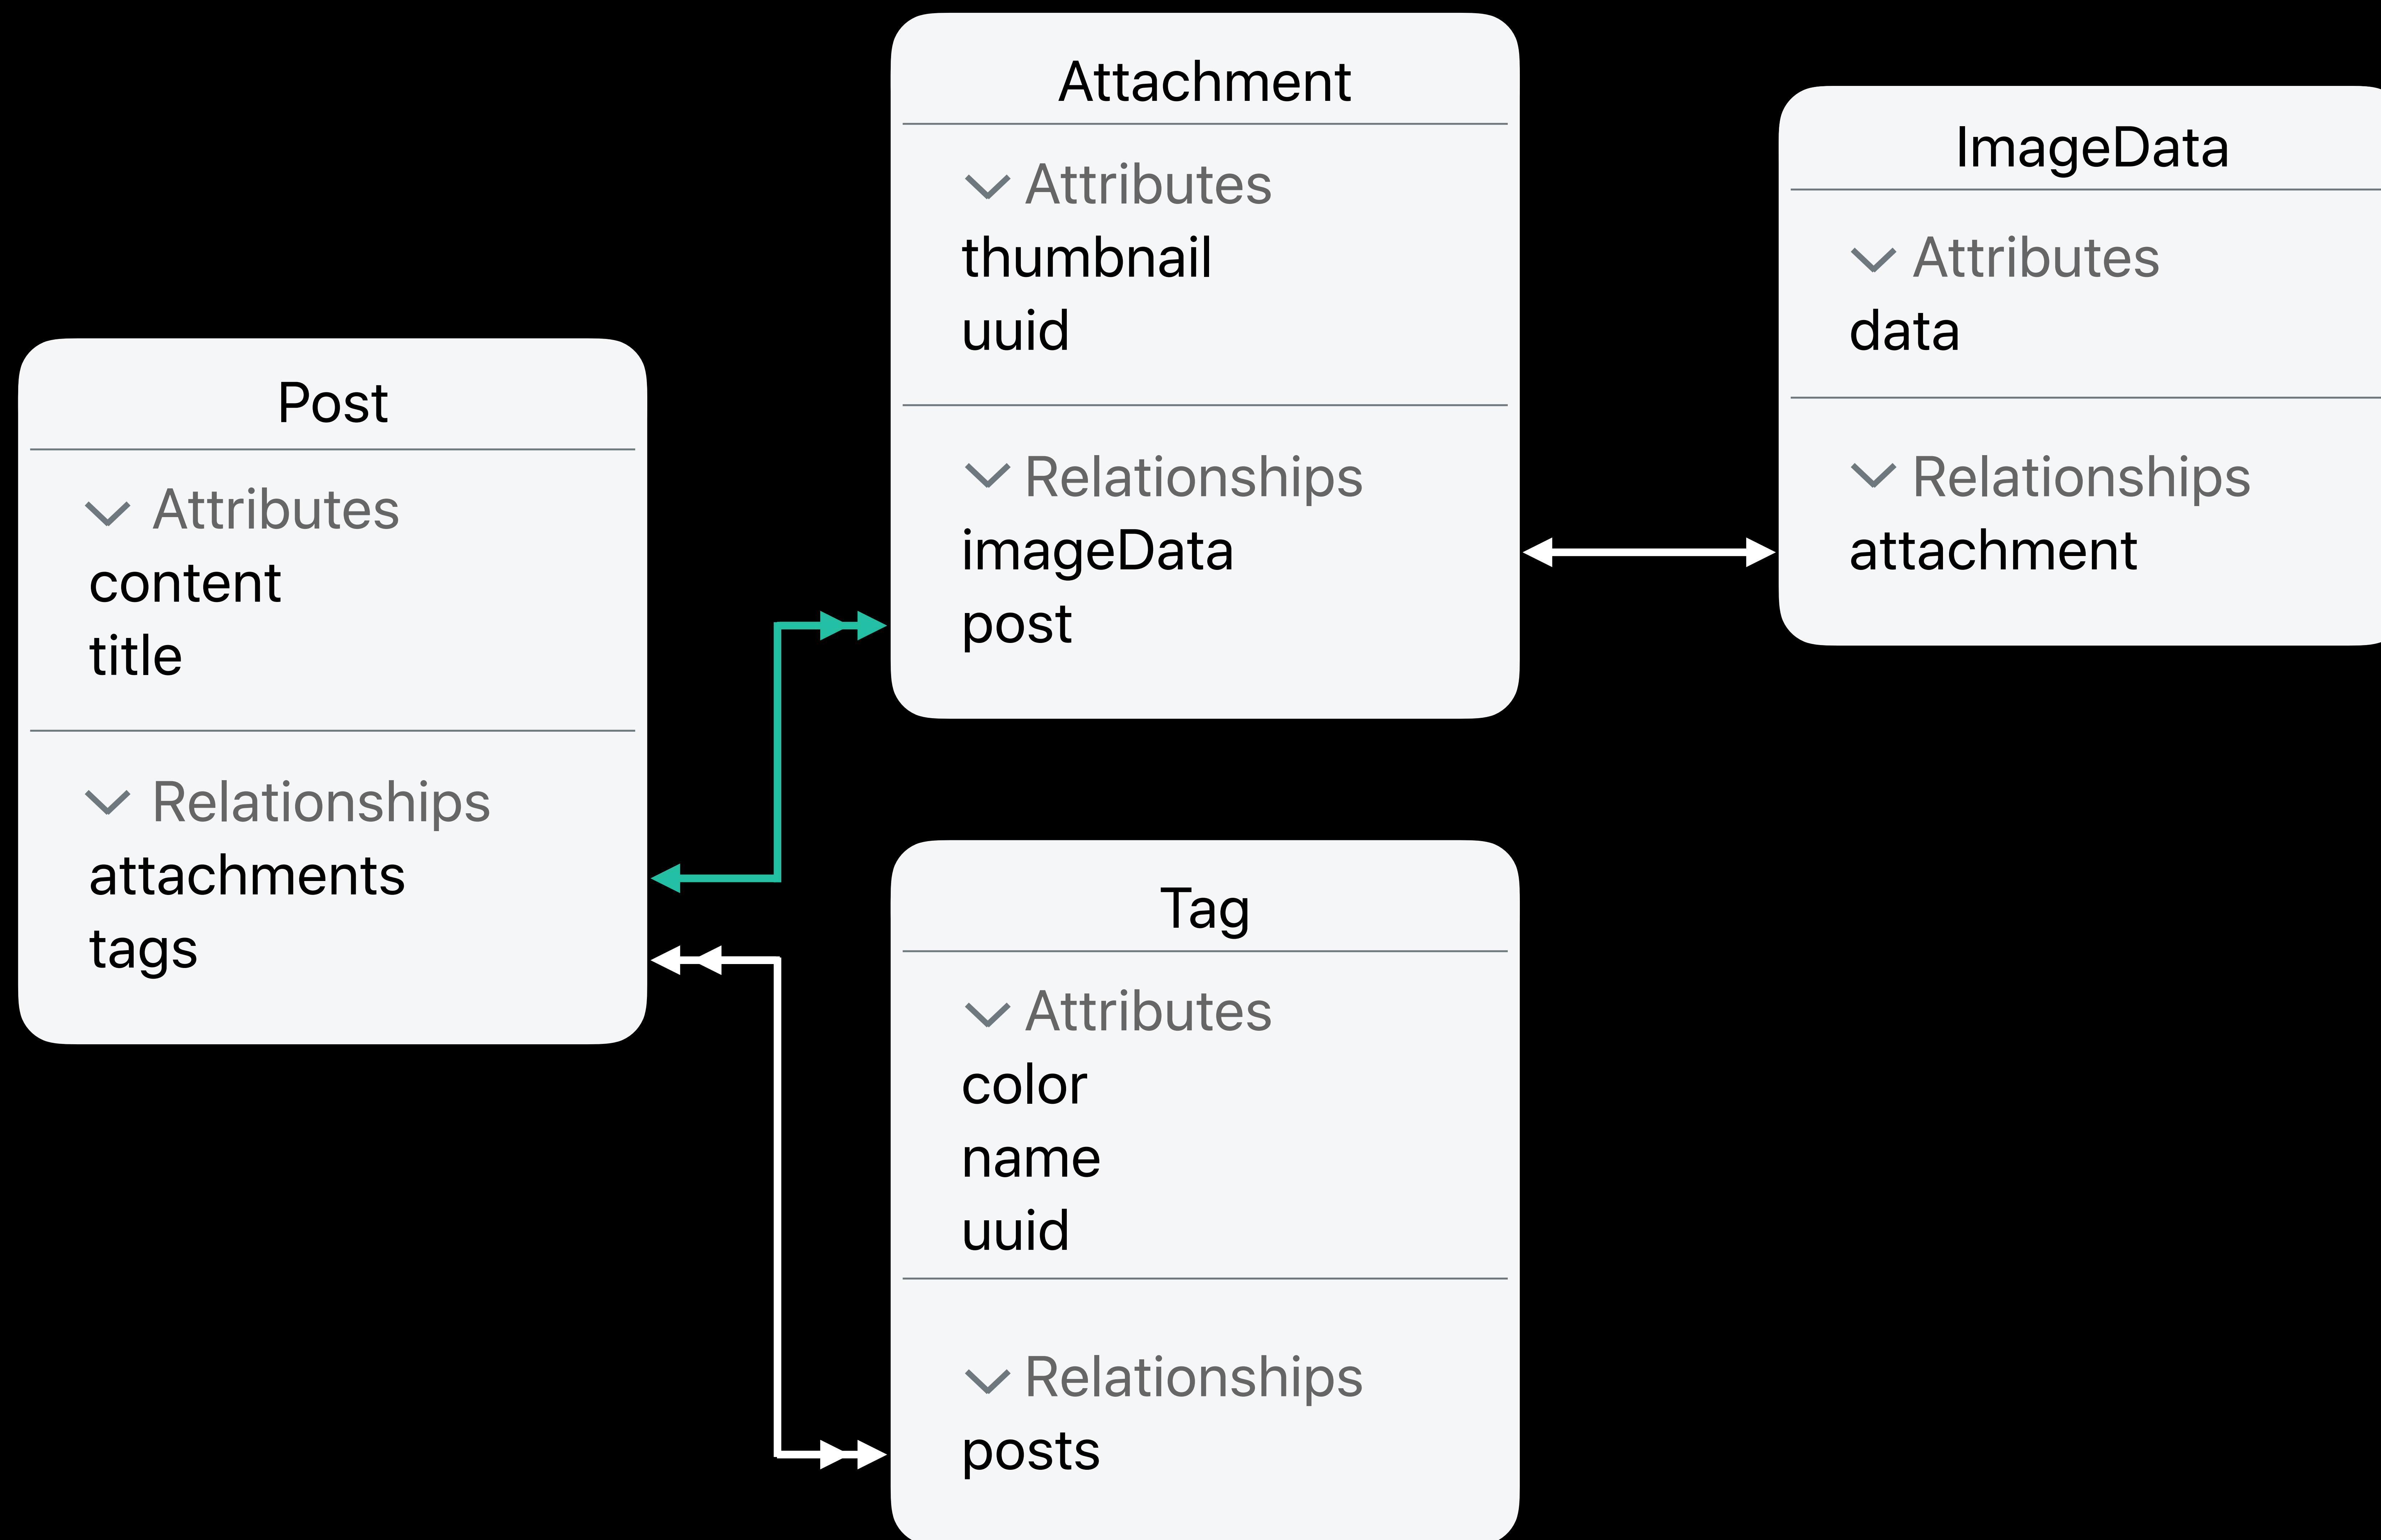 Post
Attributes
content
title
Relationships
attachments
tags
Attachment
Attributes
thumbnail
uuid
Relationships
imageData
post
Tag
Attributes
color
name
uuid
Relationships
posts
ImageData
Attributes
data
Relationships
attachment